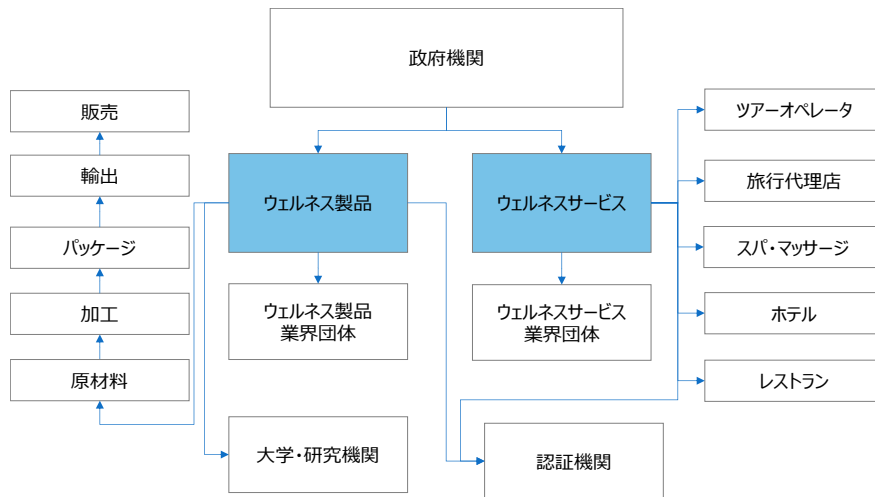 政府機関
販売
輸出
パッケージ
加工
原材料
ウェルネス製品
ウェルネスサービス
ウェルネス製品
業界団体
ウェルネスサービス
業界団体
大学・研究機関
認証機関
ツアーオペレータ
旅行代理店
スパ・マッサージ
ホテル
レストラン